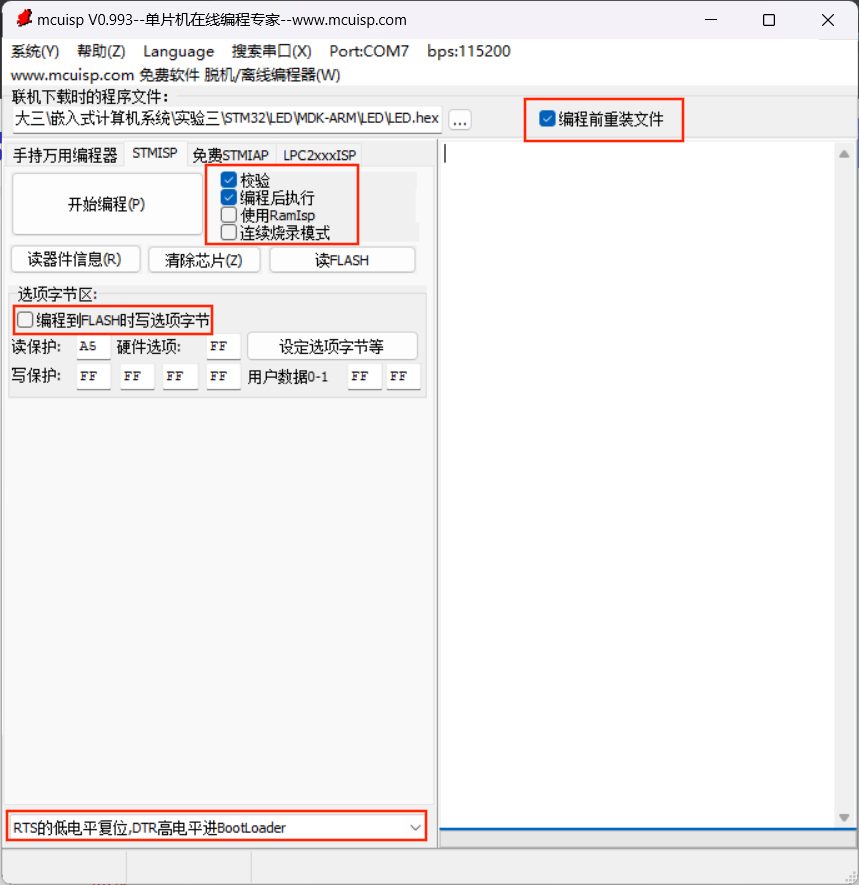 mcuisp V0.993--单片机在线编程专家--www.mcuisp.com
系统(Y) 帮助(Z) Language 搜索串口(X) Port:COM7 bps:115200
www.mcuisp.com 免费软件 脱机/离线编程器(W)
联机下载时的程序文件:
大三\嵌入式计算机系统\实验三\STM32\LED\MDK-ARM\LED\LED.hex ... 编程前重装文件
手持万用编程器 STMISP 免费STMIAP LPC2xxxISP
开始编程(P)
校验
编程后执行
使用RamIsp
连续烧录模式
读器件信息(R) 清除芯片(Z) 读FLASH
选项字节区:
编程到FLASH时写选项字节
读保护: A5 硬件选项: FF 设定选项字节等
写保护: FF FF FF FF 用户数据0-1 FF FF
RTS的低电平复位,DTR高电平进BootLoader